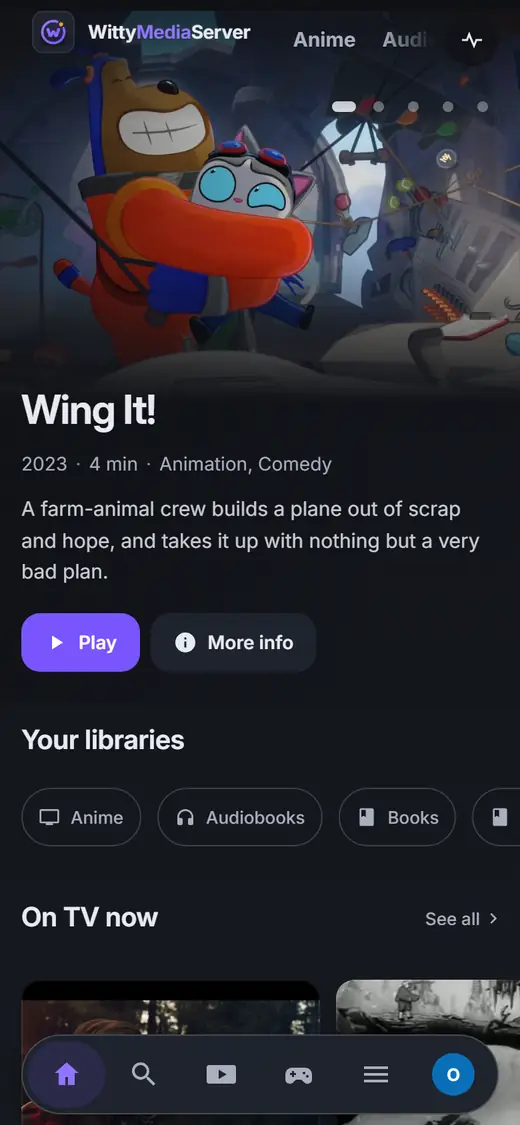 WittyMediaServer
Anime
Audi
Wing It!
2023 · 4 min · Animation, Comedy
A farm-animal crew builds a plane out of scrap
and hope, and takes it up with nothing but a very
bad plan.
Play
More info
Your libraries
Anime
Audiobooks
Books
On TV now
See all
O